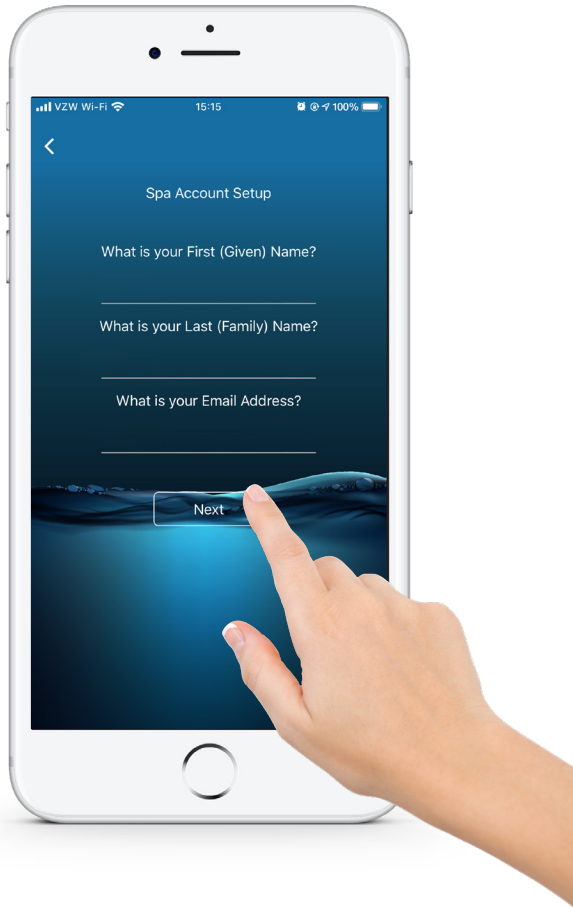 VZW Wi-Fi 15:15 100%
Spa Account Setup
What is your First (Given) Name?
What is your Last (Family) Name?
What is your Email Address?
Next